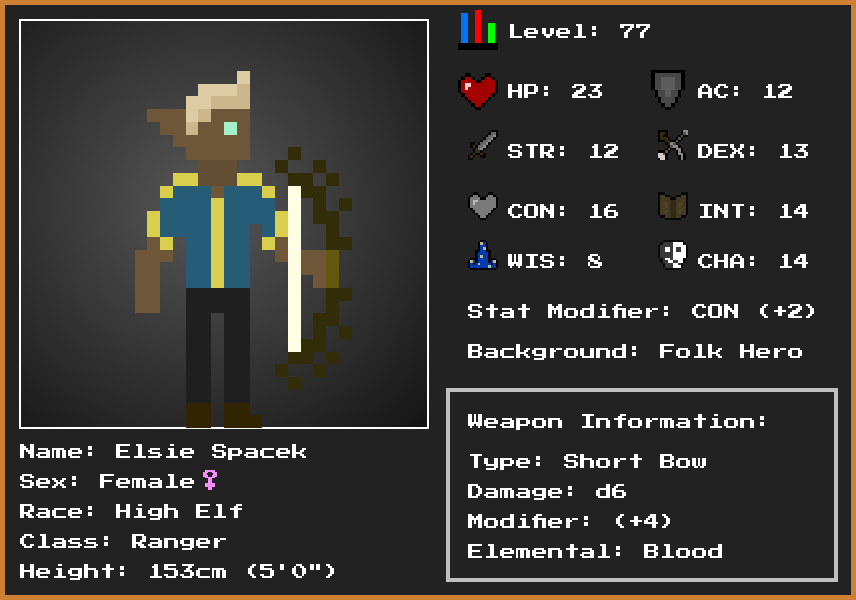 Level: 77
HP: 23 AC: 12
STR: 12 DEX: 13
CON: 16 INT: 14
WIS: 8 CHA: 14
Stat Modifier: CON (+2)
Background: Folk Hero
Weapon Information:
Type: Short Bow
Damage: d6
Modifier: (+4)
Elemental: Blood
Name: Elsie Spacek
Sex: Female♀
Race: High Elf
Class: Ranger
Height: 153cm (5'0")